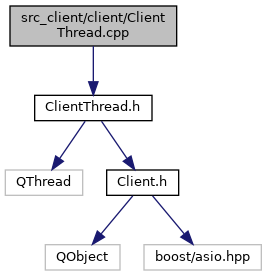 src_client/client/Client
Thread.cpp
ClientThread.h
QThread
Client.h
QObject
boost/asio.hpp